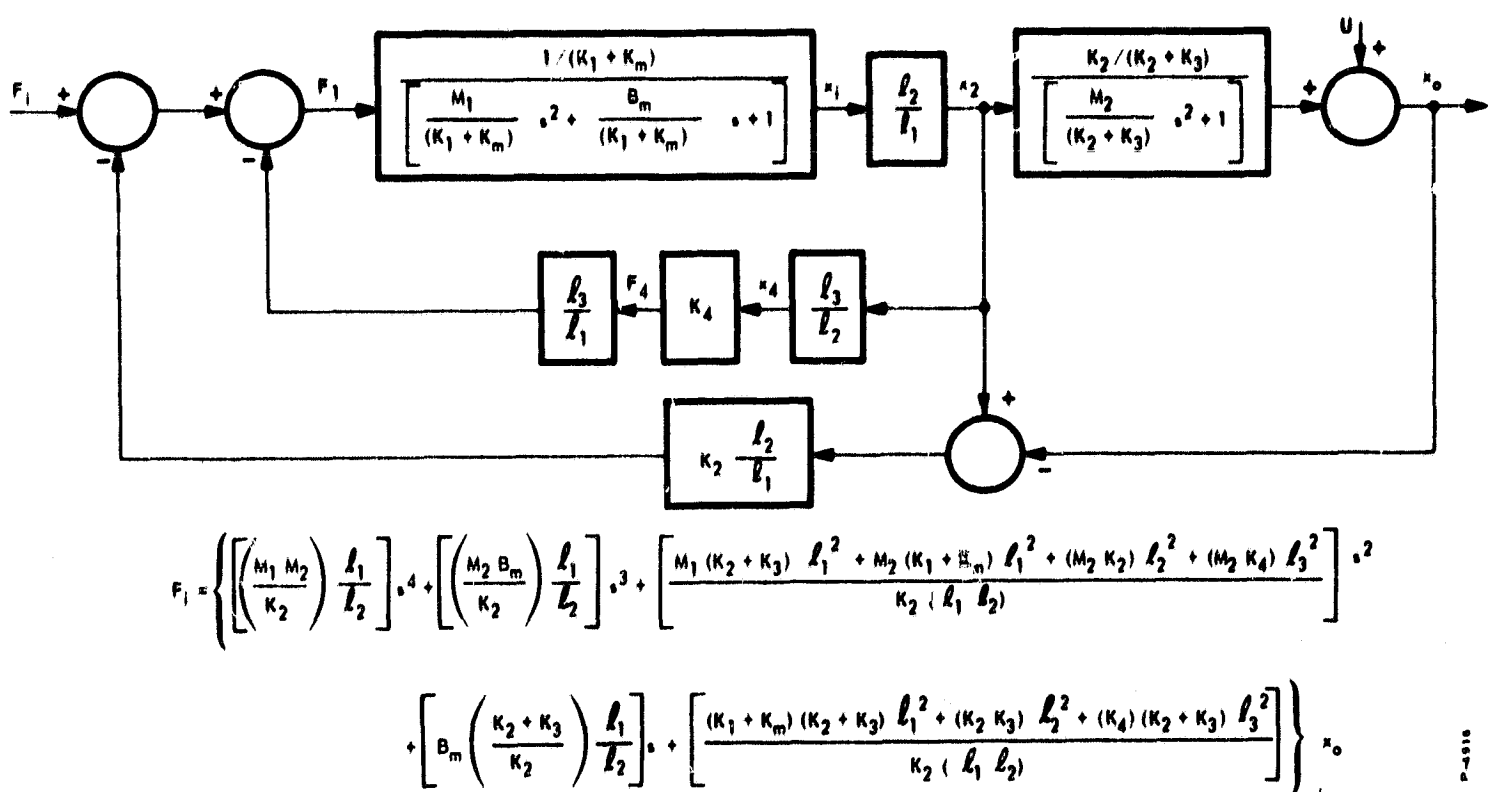 F_i + − + − F_1
1/(K_1 + K_m) / [ M_1/(K_1 + K_m) s^2 + B_m/(K_1 + K_m) s + 1 ]
x_i
ℓ_2/ℓ_1
x_2
K_2/(K_2 + K_3) / [ M_2/(K_2 + K_3) s^2 + 1 ]
+ U + x_o
ℓ_3/ℓ_1
F_4
K_4
x_4
ℓ_3/ℓ_2
K_2 ℓ_2/ℓ_1
+ −
F_i = { [ (M_1 M_2/K_2) ℓ_1/ℓ_2 ] s^4 + [ (M_2 B_m/K_2) ℓ_1/ℓ_2 ] s^3 + [ (M_1 (K_2 + K_3) ℓ_1^2 + M_2 (K_1 + K_m) ℓ_1^2 + (M_2 K_2) ℓ_2^2 + (M_2 K_4) ℓ_3^2) / K_2 (ℓ_1 ℓ_2) ] s^2
+ [ B_m (K_2 + K_3/K_2) ℓ_1/ℓ_2 ] s + [ ((K_1 + K_m) (K_2 + K_3) ℓ_1^2 + (K_2 K_3) ℓ_2^2 + (K_4) (K_2 + K_3) ℓ_3^2) / K_2 (ℓ_1 ℓ_2) ] } x_o